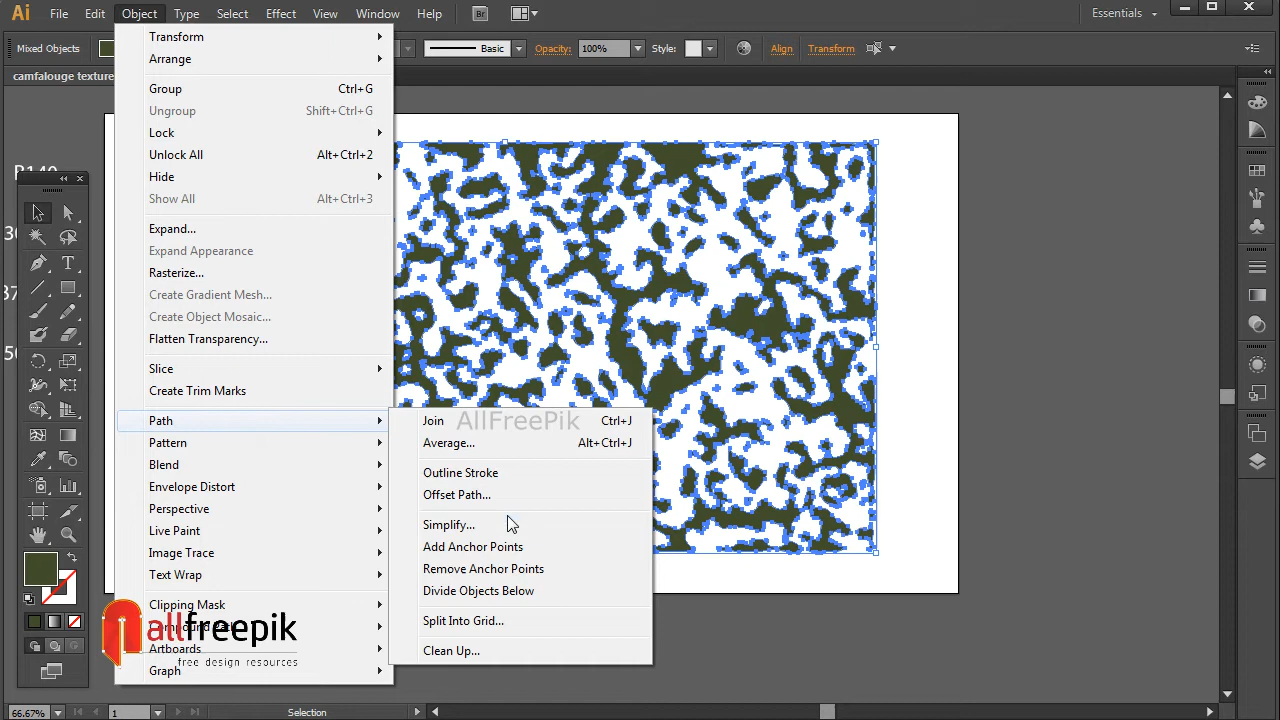 Ai File Edit Object Type Select Effect View Window Help Br Essentials
Mixed Objects Basic Opacity: 100% Style: Align Transform
camfalouge texture
Transform
Arrange
Group Ctrl+G
Ungroup Shift+Ctrl+G
Lock
Unlock All Alt+Ctrl+2
Hide
Show All Alt+Ctrl+3
Expand...
Expand Appearance
Rasterize...
Create Gradient Mesh...
Create Object Mosaic...
Flatten Transparency...
Slice
Create Trim Marks
Path
Pattern
Blend
Envelope Distort
Perspective
Live Paint
Image Trace
Text Wrap
Clipping Mask
Artboards
Graph
Join Ctrl+J
AllFreePik
Average... Alt+Ctrl+J
Outline Stroke
Offset Path...
Simplify...
Add Anchor Points
Remove Anchor Points
Divide Objects Below
Split Into Grid...
Clean Up...
allfreepik
free design resources
66.67% 1 Selection